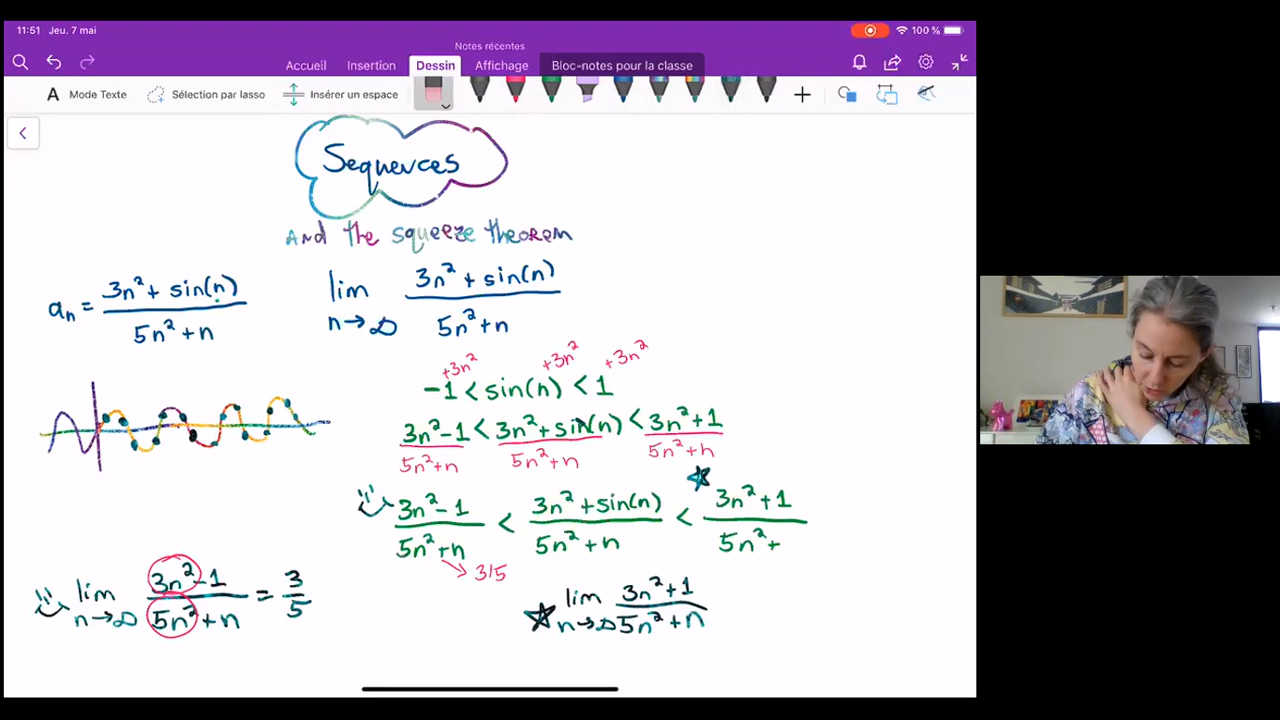 11:51 Jeu. 7 mai
100 %
Notes récentes
Accueil Insertion Dessin Affichage Bloc-notes pour la classe
A Mode Texte Sélection par lasso Insérer un espace
Sequences
And the squeeze theorem
aₙ = (3n² + sin(n))/(5n² + n)
lim n→∞ (3n² + sin(n))/(5n² + n)
+3n² +3n² +3n²
-1 < sin(n) < 1
3n²-1 < 3n²+sin(n) < 3n²+1
5n²+n 5n²+n 5n²+n
(3n²-1)/(5n²+n) < (3n²+sin(n))/(5n²+n) < (3n²+1)/(5n²+
3/5
lim n→∞ (3n²-1)/(5n²+n) = 3/5
lim n→∞ (3n²+1)/(5n²+n)